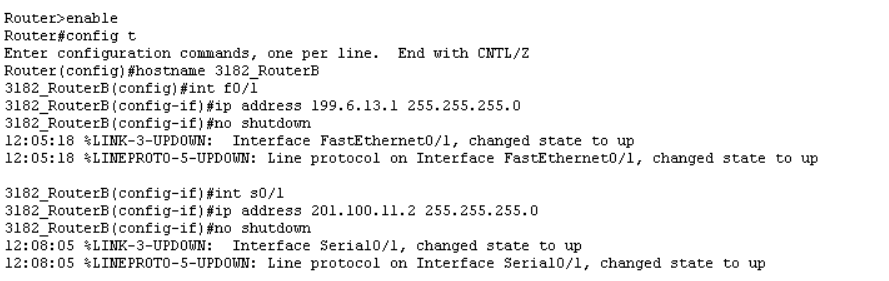 Router>enable
Router#config t
Enter configuration commands, one per line.  End with CNTL/Z
Router(config)#hostname 3182_RouterB
3182_RouterB(config)#int f0/1
3182_RouterB(config-if)#ip address 199.6.13.1 255.255.255.0
3182_RouterB(config-if)#no shutdown
12:05:18 %LINK-3-UPDOWN:  Interface FastEthernet0/1, changed state to up
12:05:18 %LINEPROTO-5-UPDOWN: Line protocol on Interface FastEthernet0/1, changed state to up
3182_RouterB(config-if)#int s0/1
3182_RouterB(config-if)#ip address 201.100.11.2 255.255.255.0
3182_RouterB(config-if)#no shutdown
12:08:05 %LINK-3-UPDOWN:  Interface Serial0/1, changed state to up
12:08:05 %LINEPROTO-5-UPDOWN: Line protocol on Interface Serial0/1, changed state to up